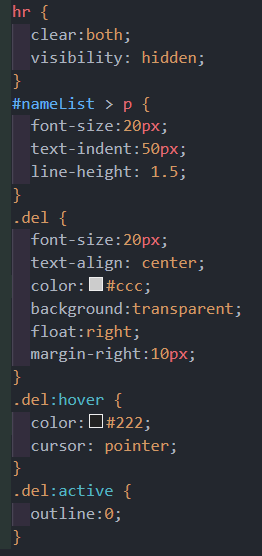 hr {
  clear:both;
  visibility: hidden;
}
#nameList > p {
  font-size:20px;
  text-indent:50px;
  line-height: 1.5;
}
.del {
  font-size:20px;
  text-align: center;
  color:#ccc;
  background:transparent;
  float:right;
  margin-right:10px;
}
.del:hover {
  color:#222;
  cursor: pointer;
}
.del:active {
  outline:0;
}